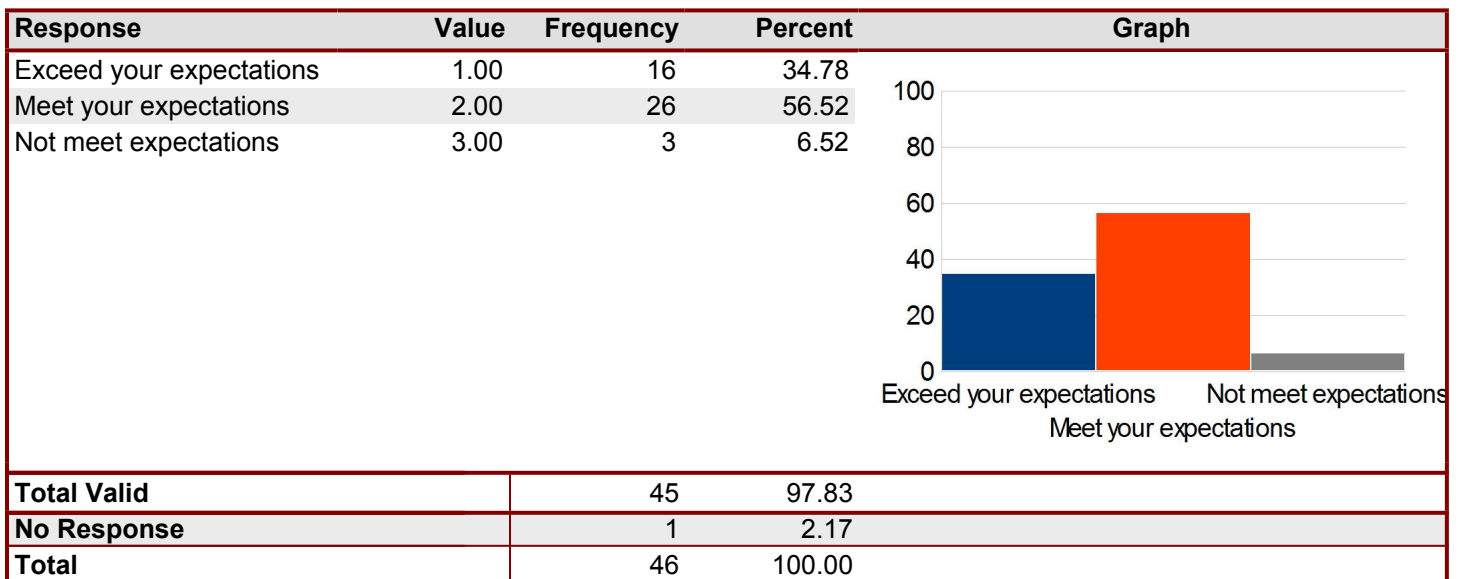 Response Value Frequency Percent Graph
Exceed your expectations 1.00 16 34.78
Meet your expectations 2.00 26 56.52
Not meet expectations 3.00 3 6.52
100
80
60
40
20
0
Exceed your expectations Not meet expectations
Meet your expectations
Total Valid 45 97.83
No Response 1 2.17
Total 46 100.00